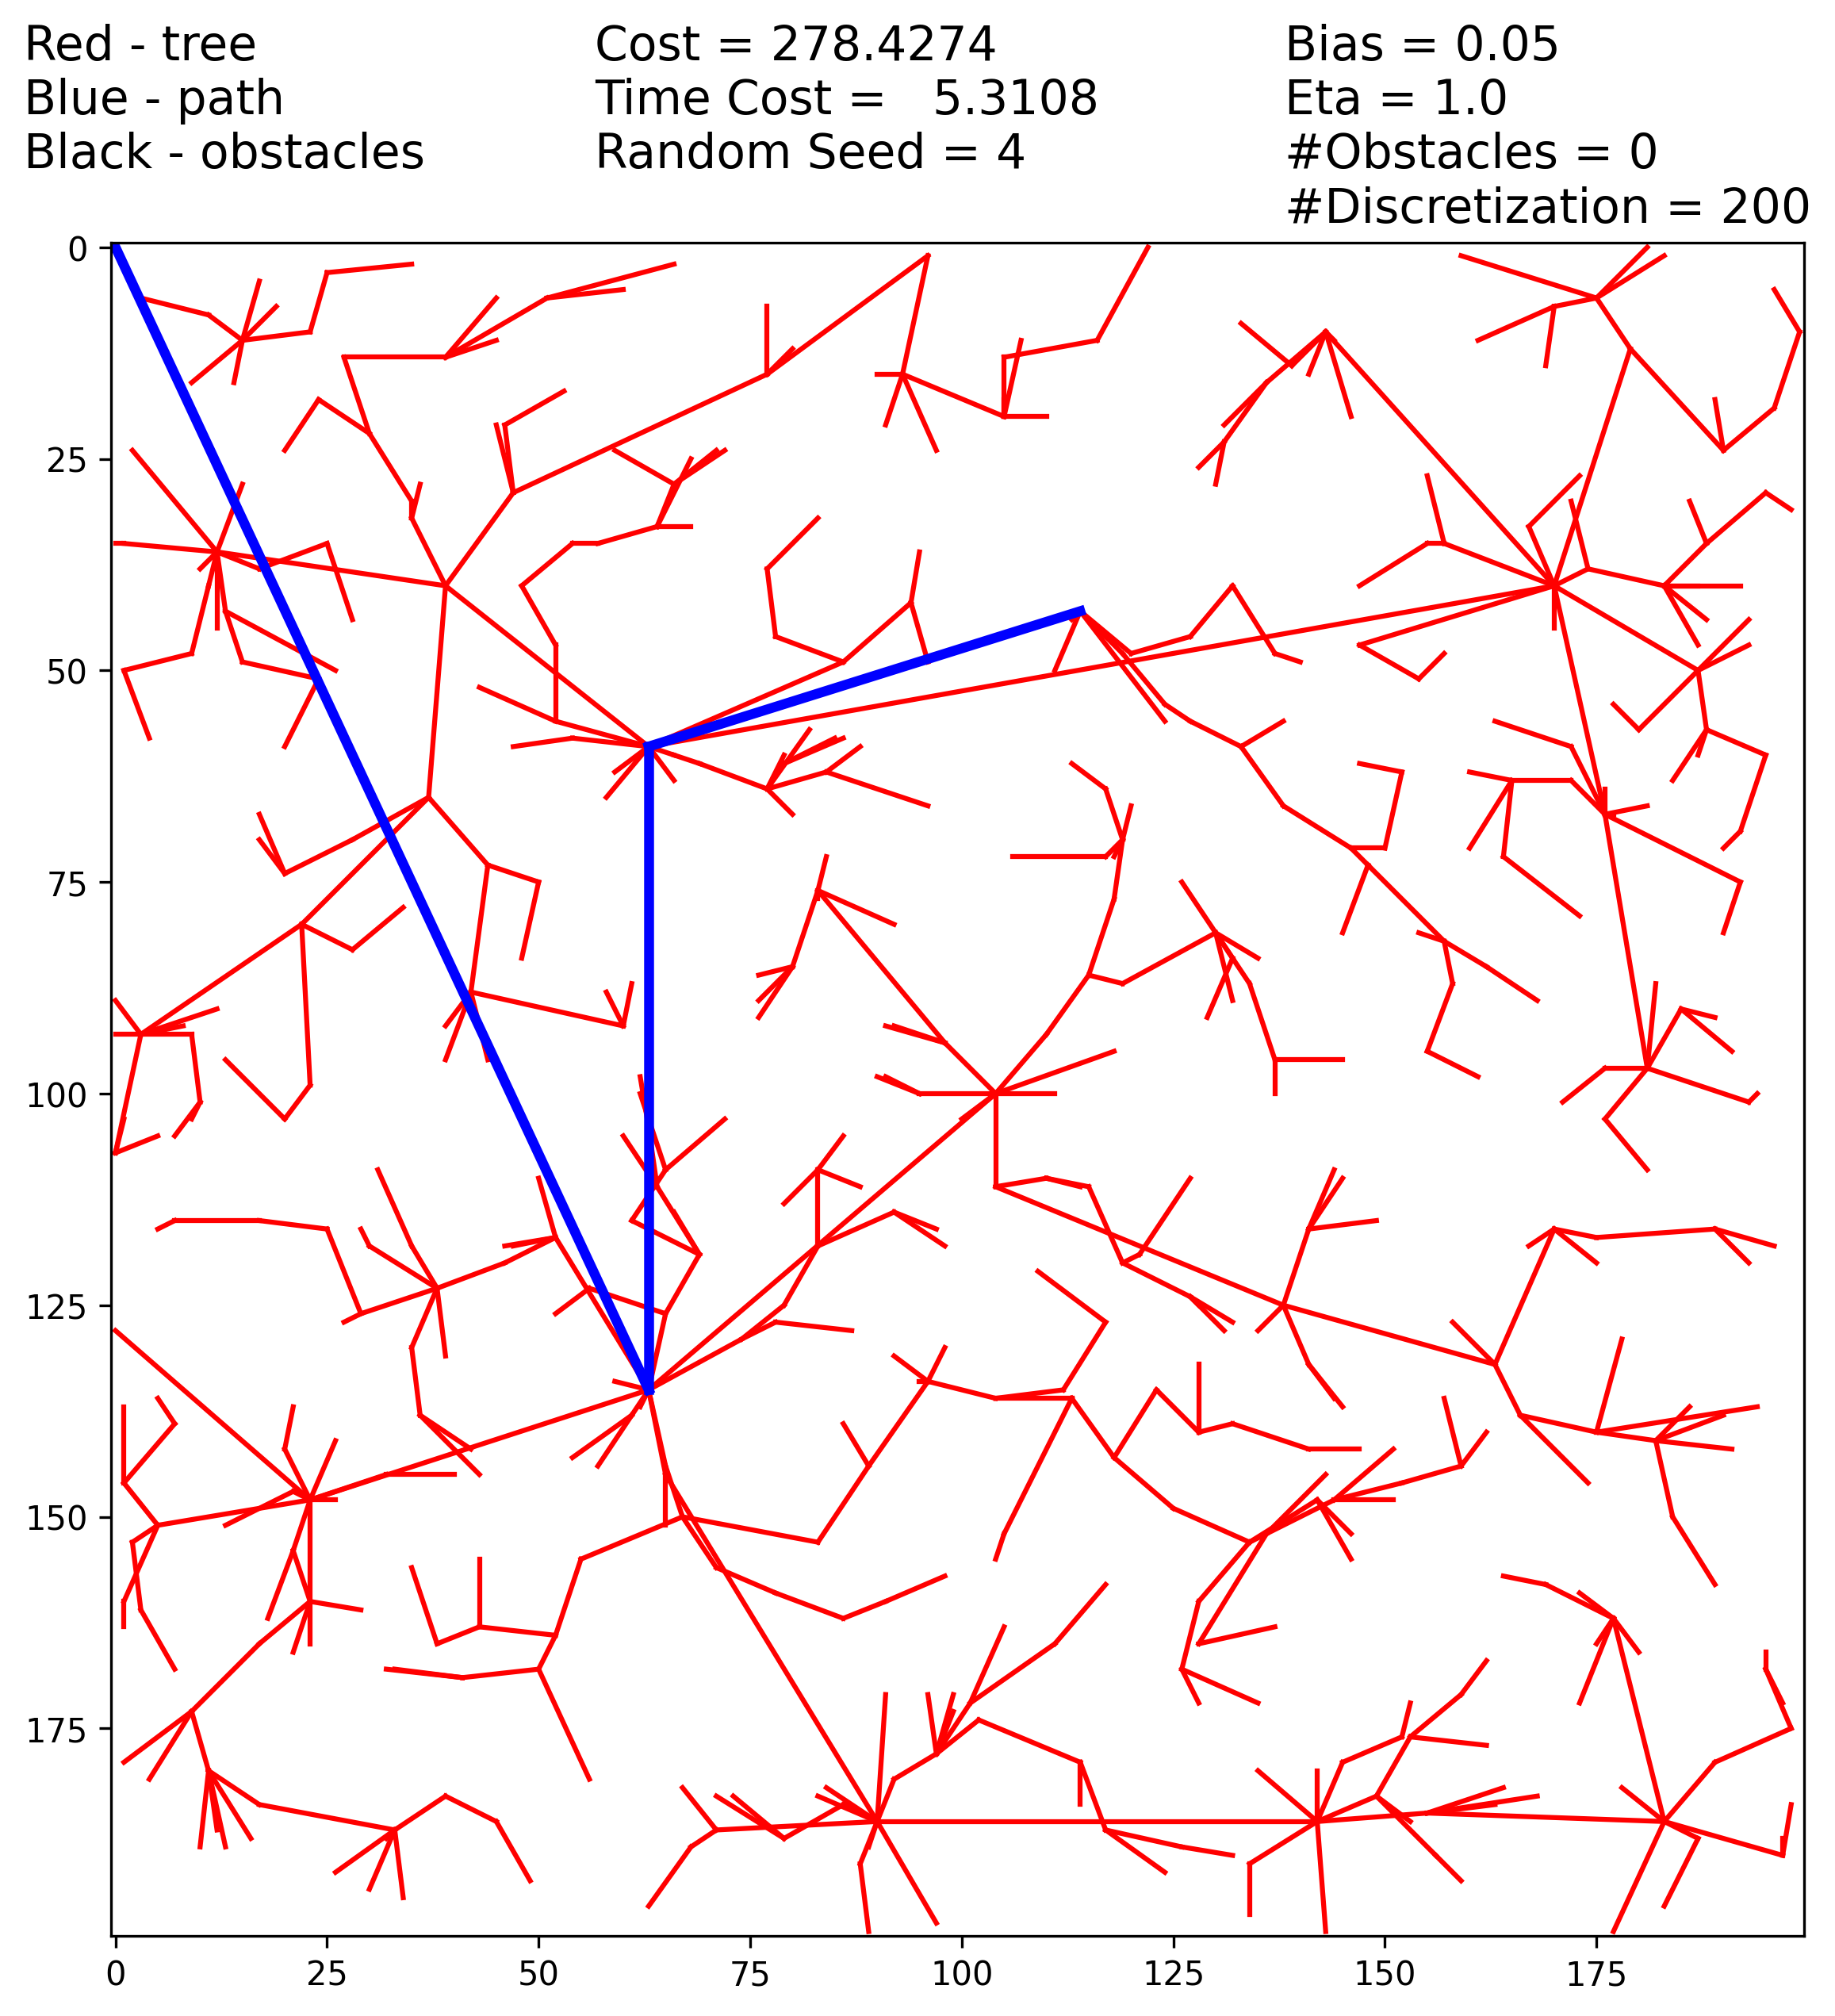 Red - tree
Blue - path
Black - obstacles
Cost = 278.4274
Time Cost =   5.3108
Random Seed = 4
Bias = 0.05
Eta = 1.0
#Obstacles = 0
#Discretization = 200
0
25
50
75
100
125
150
175
0 25 50 75 100 125 150 175